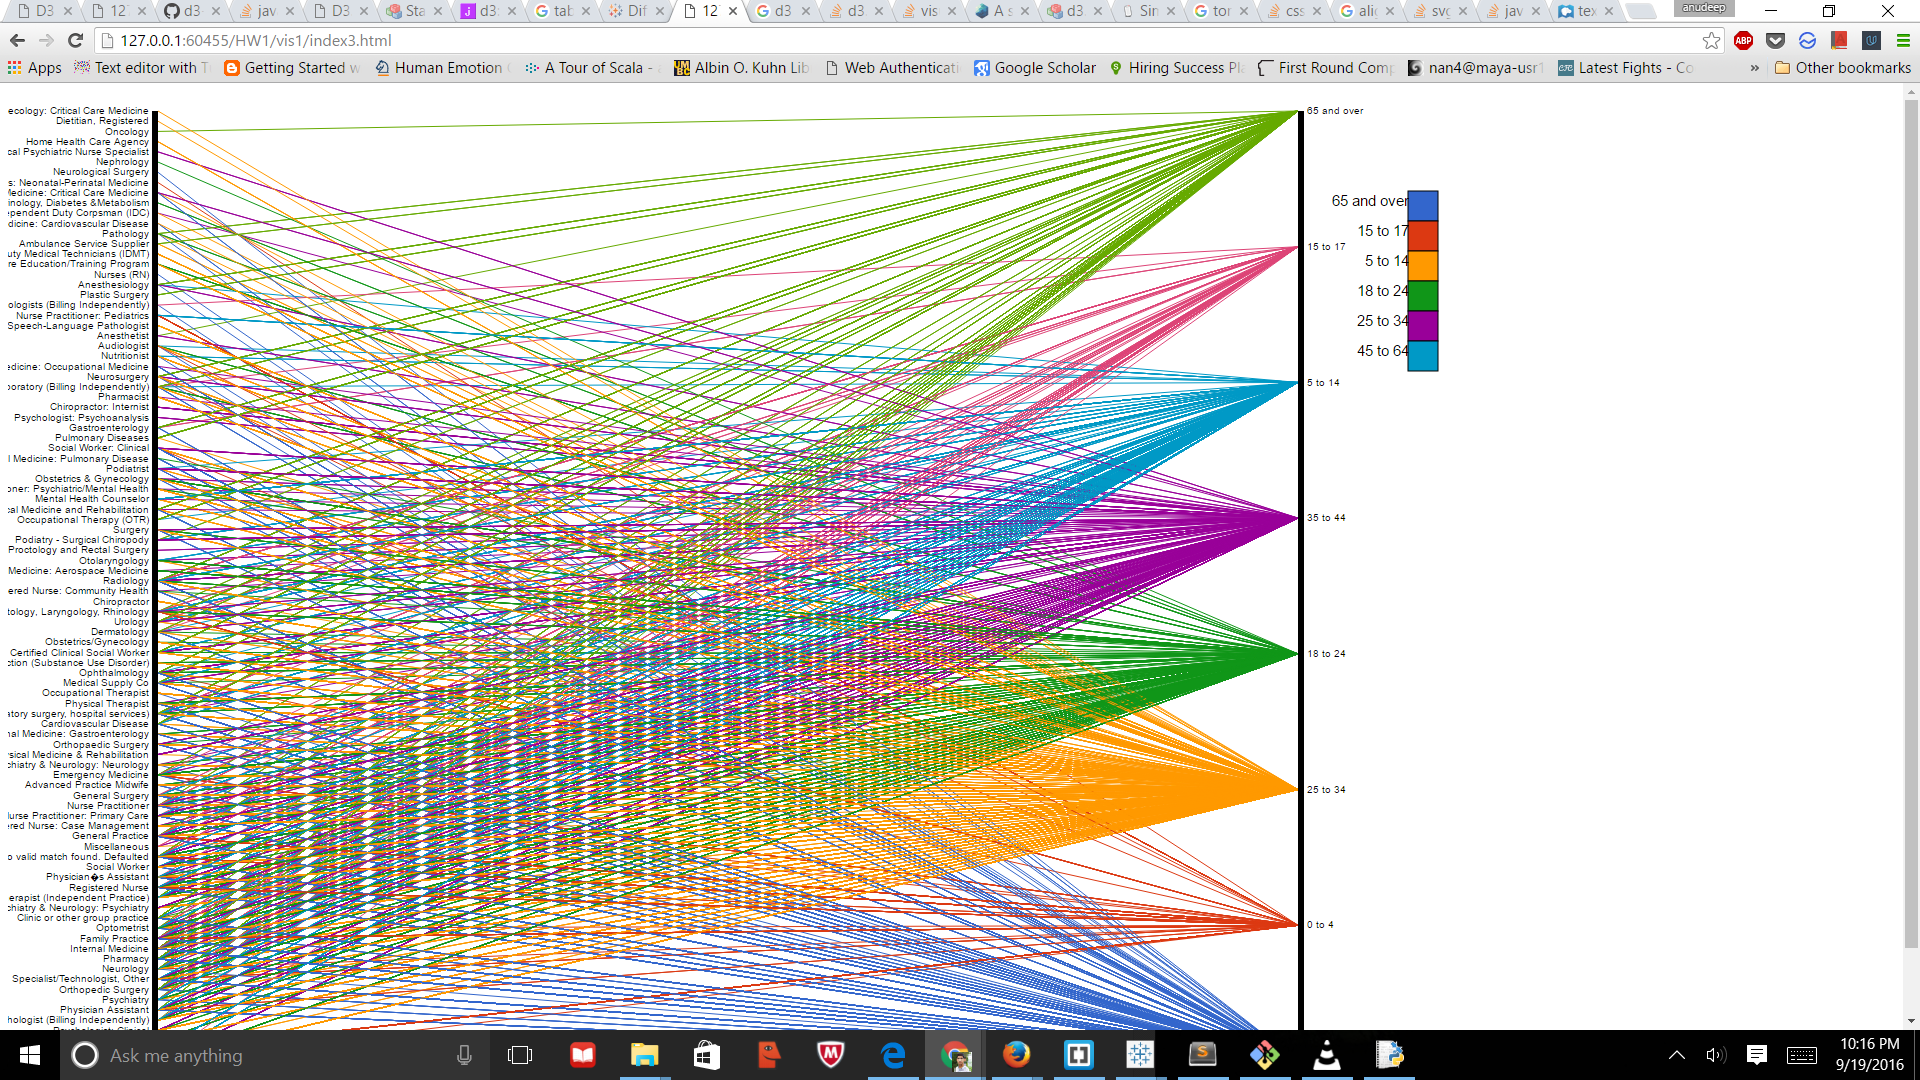 D3 12 d3 jav D3 Sta d3 tab Dif 12 d3 d3 vis A s d3 Sin tor css alig svg jav tex anudeep
127.0.0.1:60455/HW1/vis1/index3.html ABP
Apps Text editor with T Getting Started w Human Emotion C A Tour of Scala - Albin O. Kuhn Lib Web Authenticati Google Scholar Hiring Success Pl First Round Comp nan4@maya-usr1 Latest Fights - Co » Other bookmarks
ecology: Critical Care Medicine
Dietitian, Registered
Oncology
Home Health Care Agency
cal Psychiatric Nurse Specialist
Nephrology
Neurological Surgery
s: Neonatal-Perinatal Medicine
Medicine: Critical Care Medicine
inology, Diabetes &Metabolism
ependent Duty Corpsman (IDC)
dicine: Cardiovascular Disease
Pathology
Ambulance Service Supplier
uty Medical Technicians (IDMT)
re Education/Training Program
Nurses (RN)
Anesthesiology
Plastic Surgery
ologists (Billing Independently)
Nurse Practitioner: Pediatrics
Speech-Language Pathologist
Anesthetist
Audiologist
Nutritionist
edicine: Occupational Medicine
Neurosurgery
oratory (Billing Independently)
Pharmacist
Chiropractor: Internist
Psychologist: Psychoanalysis
Gastroenterology
Pulmonary Diseases
Social Worker: Clinical
l Medicine: Pulmonary Disease
Podiatrist
Obstetrics & Gynecology
oner: Psychiatric/Mental Health
Mental Health Counselor
cal Medicine and Rehabilitation
Occupational Therapy (OTR)
Surgery
Podiatry - Surgical Chiropody
Proctology and Rectal Surgery
Otolaryngology
Medicine: Aerospace Medicine
Radiology
ered Nurse: Community Health
Chiropractor
tology, Laryngology, Rhinology
Urology
Dermatology
Obstetrics/Gynecology
Certified Clinical Social Worker
ction (Substance Use Disorder)
Ophthalmology
Medical Supply Co
Occupational Therapist
Physical Therapist
atory surgery, hospital services)
Cardiovascular Disease
nal Medicine: Gastroenterology
Orthopaedic Surgery
ysical Medicine & Rehabilitation
chiatry & Neurology: Neurology
Emergency Medicine
Advanced Practice Midwife
General Surgery
Nurse Practitioner
Nurse Practitioner: Primary Care
ered Nurse: Case Management
General Practice
Miscellaneous
o valid match found. Defaulted
Social Worker
Physician�s Assistant
Registered Nurse
erapist (Independent Practice)
chiatry & Neurology: Psychiatry
Clinic or other group practice
Optometrist
Family Practice
Internal Medicine
Pharmacy
Neurology
Specialist/Technologist, Other
Orthopedic Surgery
Psychiatry
Physician Assistant
hologist (Billing Independently)
65 and over
15 to 17
5 to 14
35 to 44
18 to 24
25 to 34
0 to 4
65 and over
15 to 17
5 to 14
18 to 24
25 to 34
45 to 64
Ask me anything
10:16 PM
9/19/2016